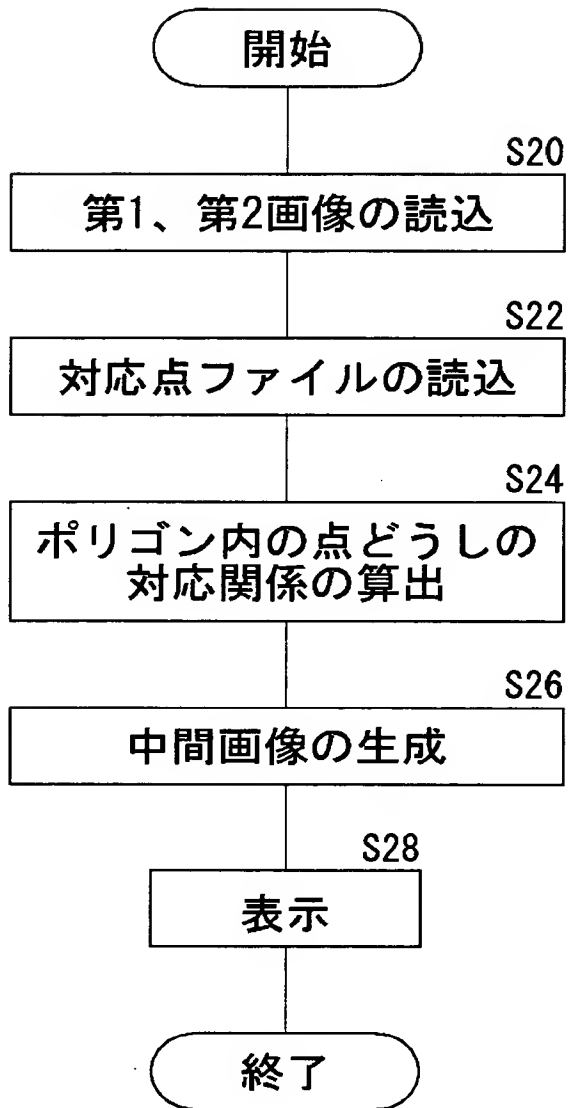 開始
S20
第1、第2画像の読込
S22
対応点ファイルの読込
S24
ポリゴン内の点どうしの
対応関係の算出
S26
中間画像の生成
S28
表示
終了